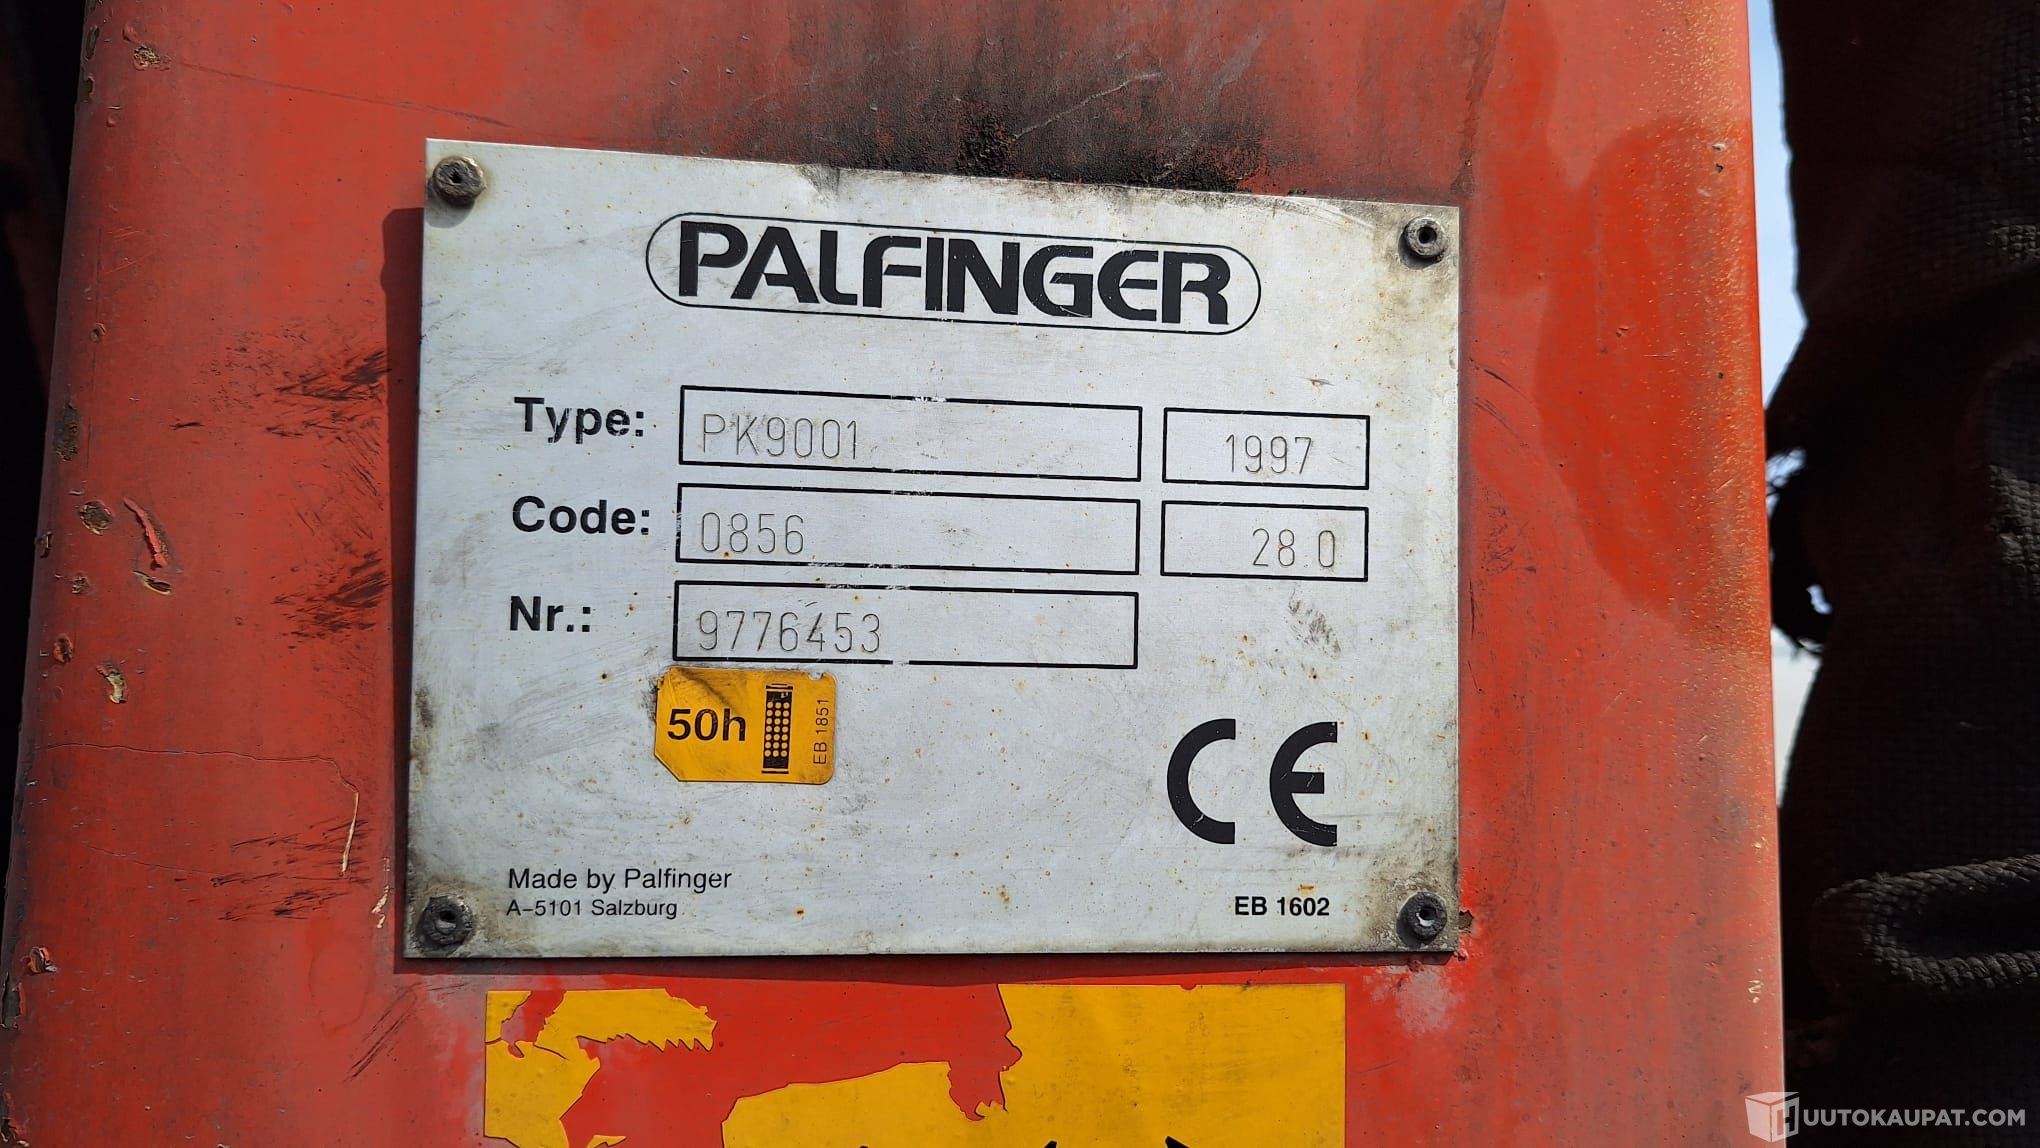 PALFINGER
Type: PK9001 1997
Code: 0856 28.0
Nr.: 9776453
50h EB 1851
CE
Made by Palfinger
A-5101 Salzburg
EB 1602
HUUTOKAUPAT.COM